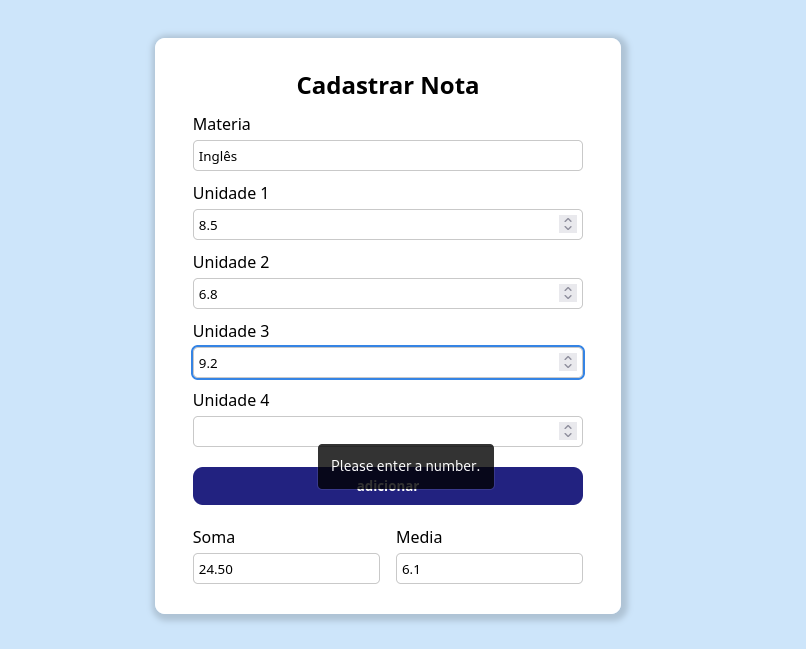 Cadastrar Nota
Materia
Inglês
Unidade 1
8.5
Unidade 2
6.8
Unidade 3
9.2
Unidade 4
Please enter a number.
adicionar
Soma
Media
24.50
6.1